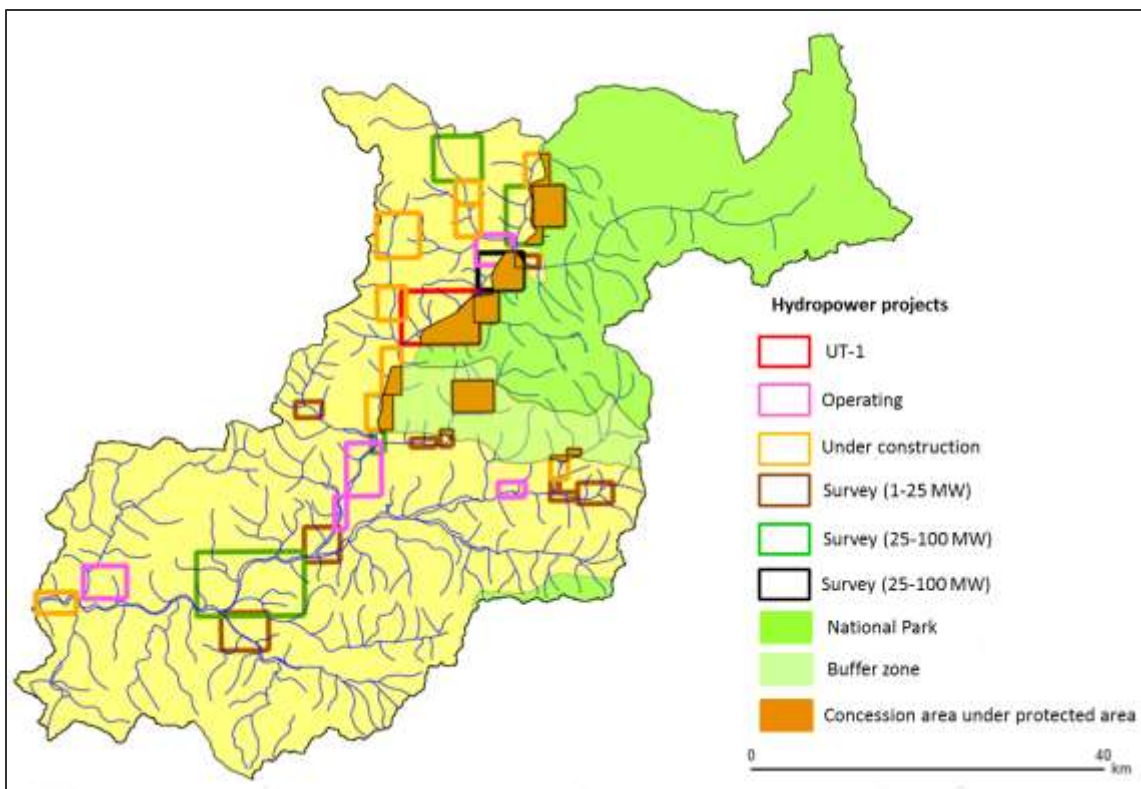 Hydropower projects
UT-1
Operating
Under construction
Survey (1-25 MW)
Survey (25-100 MW)
Survey (25-100 MW)
National Park
Buffer zone
Concession area under protected area
0 40
km